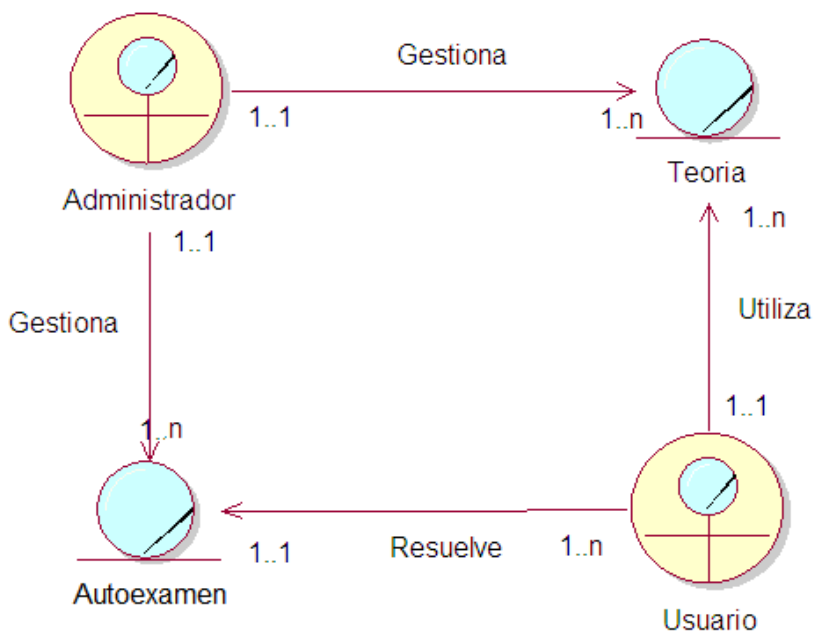 Gestiona
1..1
1..n
Teoria
Administrador
1..1
1..n
Gestiona
Utiliza
1..1
1..n
1..1
Resuelve
1..n
Autoexamen
Usuario